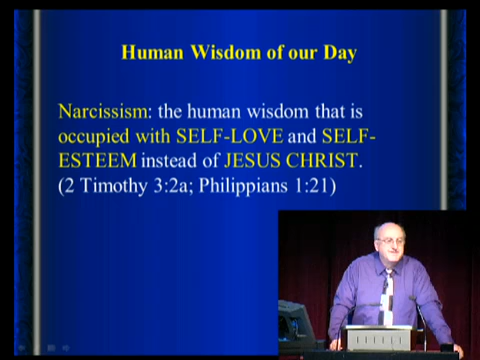 Human Wisdom of our Day
Narcissism: the human wisdom that is
occupied with SELF-LOVE and SELF-
ESTEEM instead of JESUS CHRIST.
(2 Timothy 3:2a; Philippians 1:21)